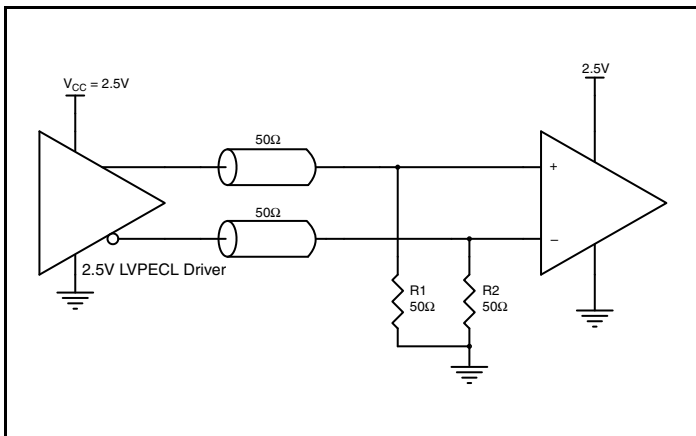 V_CC = 2.5V
2.5V
50Ω
50Ω
+
–
2.5V LVPECL Driver
R1
50Ω
R2
50Ω